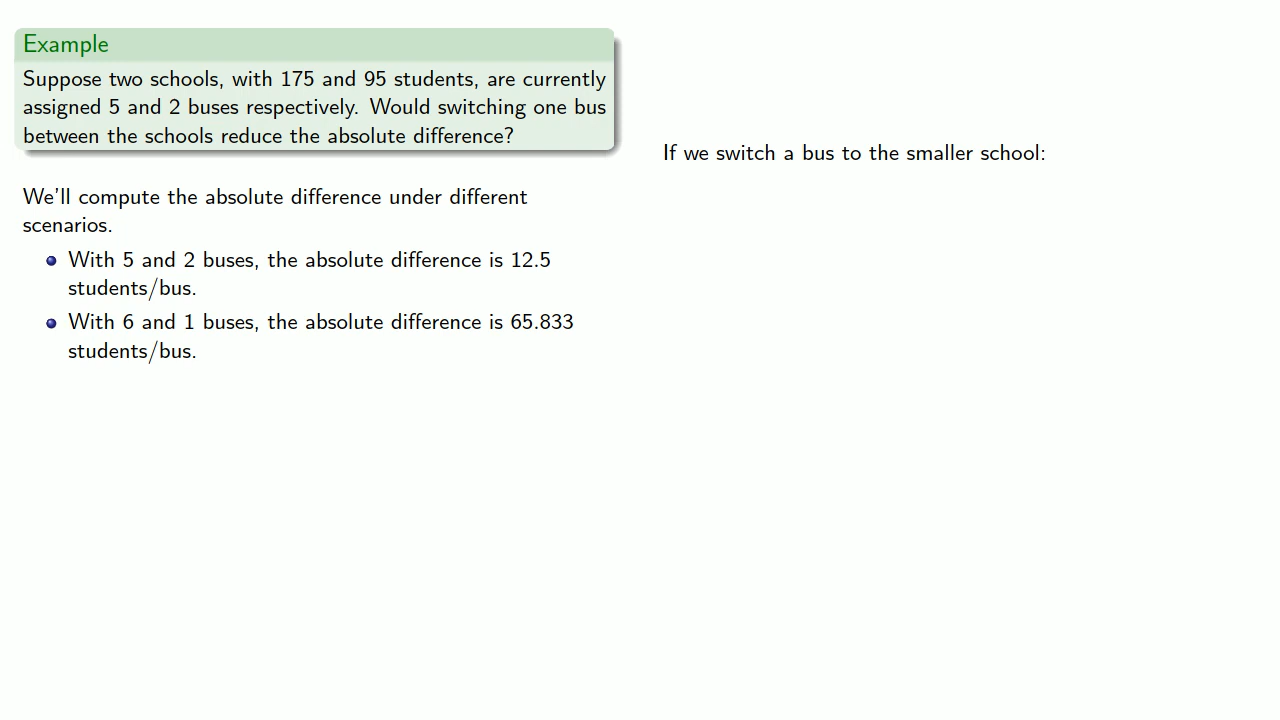 Example
Suppose two schools, with 175 and 95 students, are currently
assigned 5 and 2 buses respectively. Would switching one bus
between the schools reduce the absolute difference?
We'll compute the absolute difference under different
scenarios.
With 5 and 2 buses, the absolute difference is 12.5
students/bus.
With 6 and 1 buses, the absolute difference is 65.833
students/bus.
If we switch a bus to the smaller school: